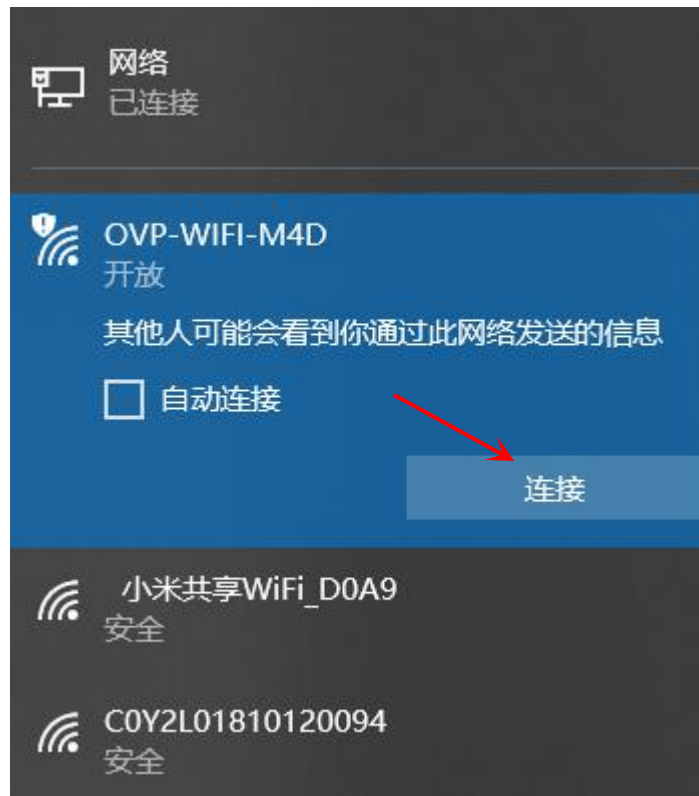 网络
已连接
OVP-WIFI-M4D
开放
其他人可能会看到你通过此网络发送的信息
自动连接
连接
小米共享WiFi_D0A9
安全
C0Y2L01810120094
安全